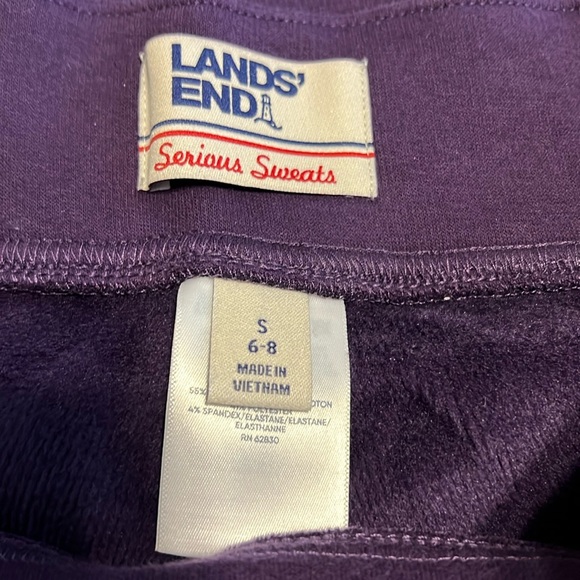 LANDS'
END
Serious Sweats
S
6-8
MADE IN
VIETNAM
4% SPANDEX/ELASTANE/ELASTANE/
ELASTHANNE
RN 62830